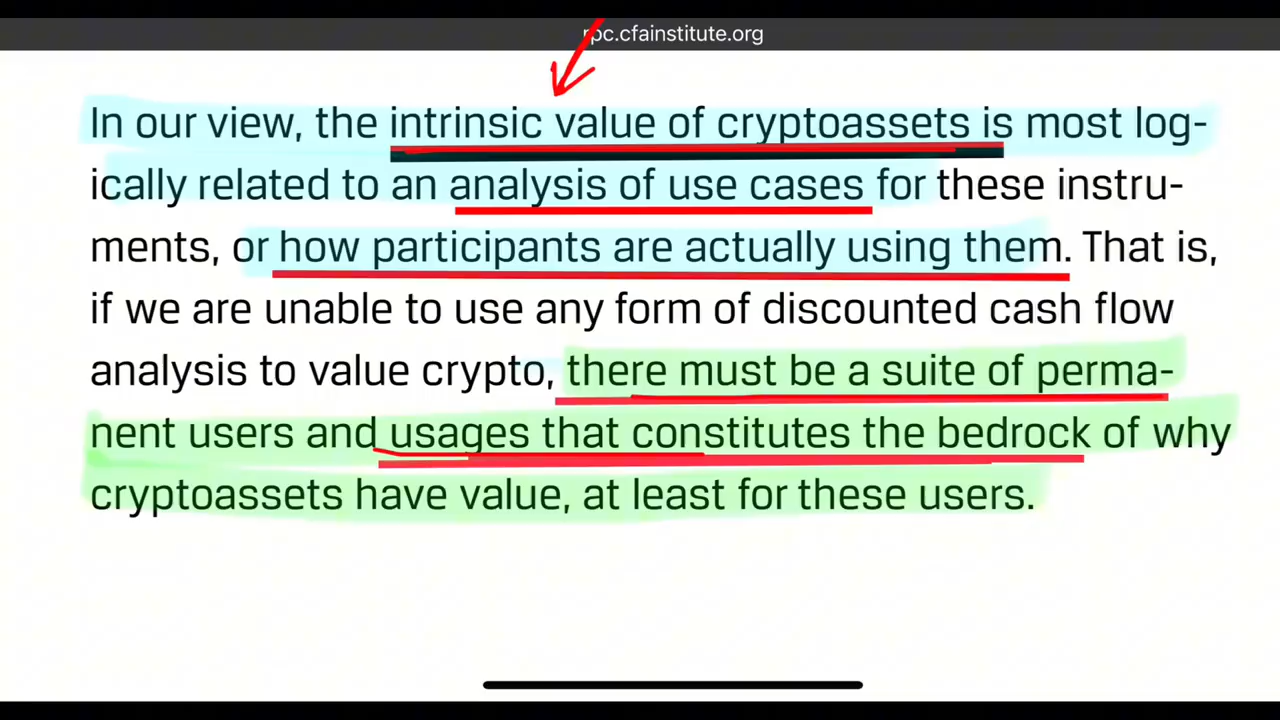 rpc.cfainstitute.org
In our view, the intrinsic value of cryptoassets is most log-
ically related to an analysis of use cases for these instru-
ments, or how participants are actually using them. That is,
if we are unable to use any form of discounted cash flow
analysis to value crypto, there must be a suite of perma-
nent users and usages that constitutes the bedrock of why
cryptoassets have value, at least for these users.